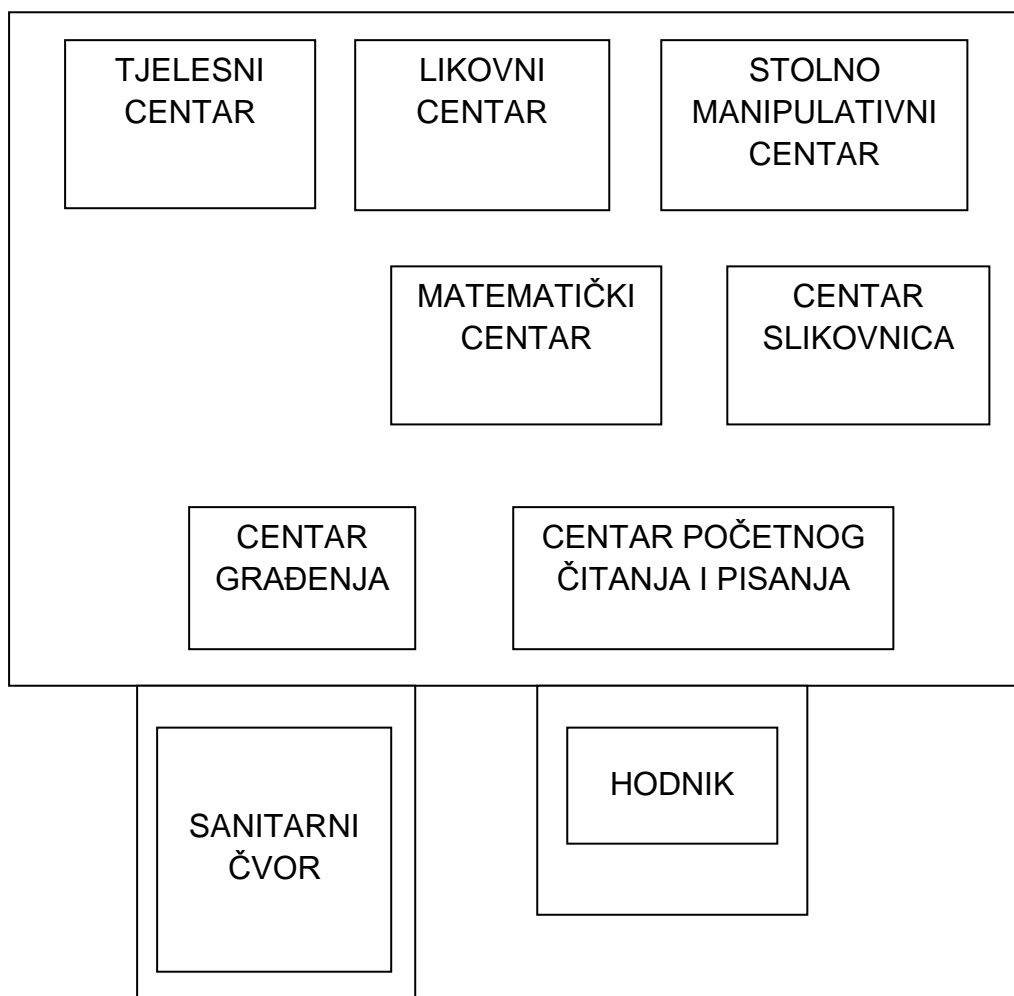 TJELESNI
CENTAR
LIKOVNI
CENTAR
STOLNO
MANIPULATIVNI
CENTAR
MATEMATIČKI
CENTAR
CENTAR
SLIKOVNICA
CENTAR
GRAĐENJA
CENTAR POČETNOG
ČITANJA I PISANJA
SANITARNI
ČVOR
HODNIK